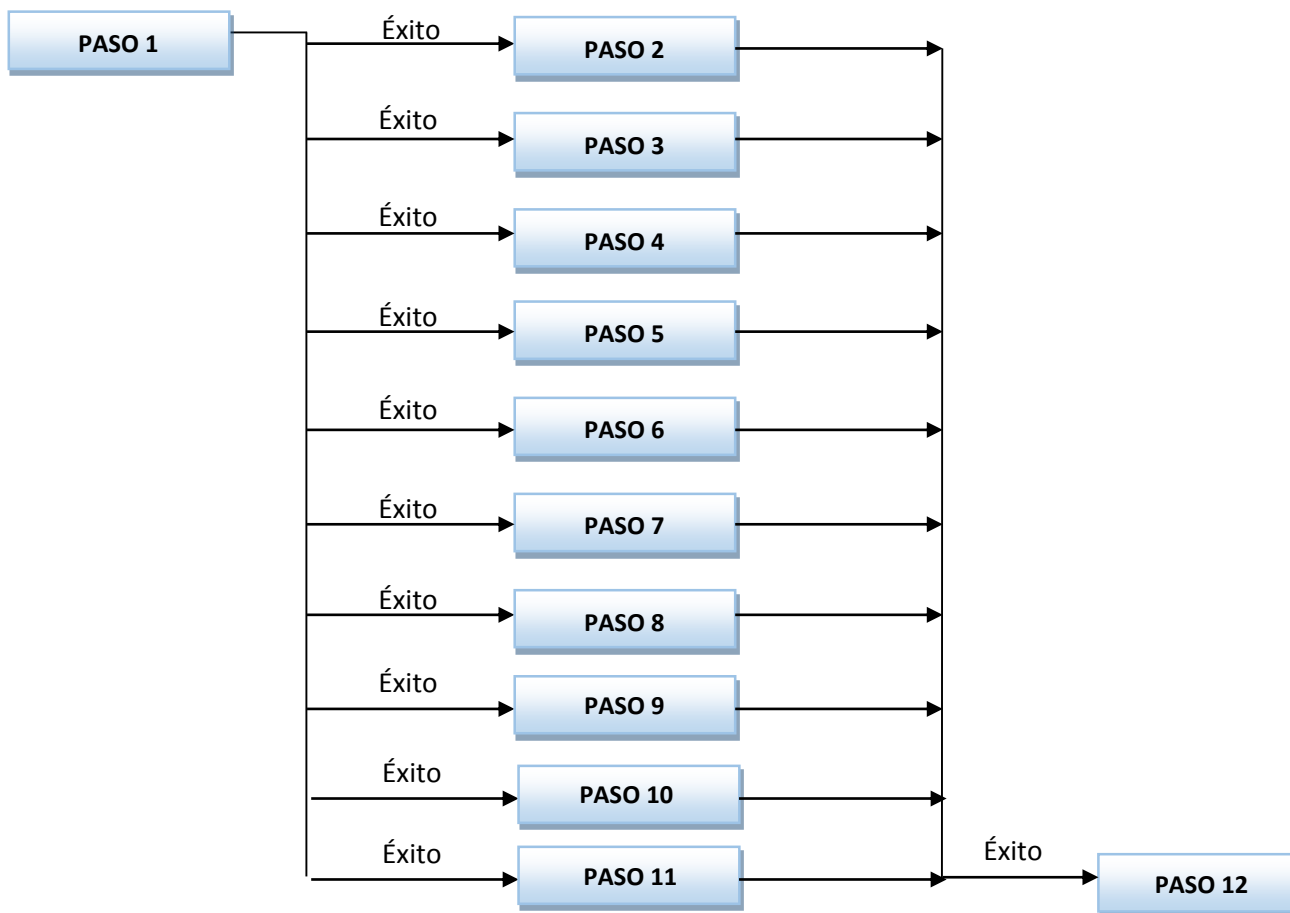 PASO 1
Éxito
PASO 2
Éxito
PASO 3
Éxito
PASO 4
Éxito
PASO 5
Éxito
PASO 6
Éxito
PASO 7
Éxito
PASO 8
Éxito
PASO 9
Éxito
PASO 10
Éxito
PASO 11
Éxito
PASO 12